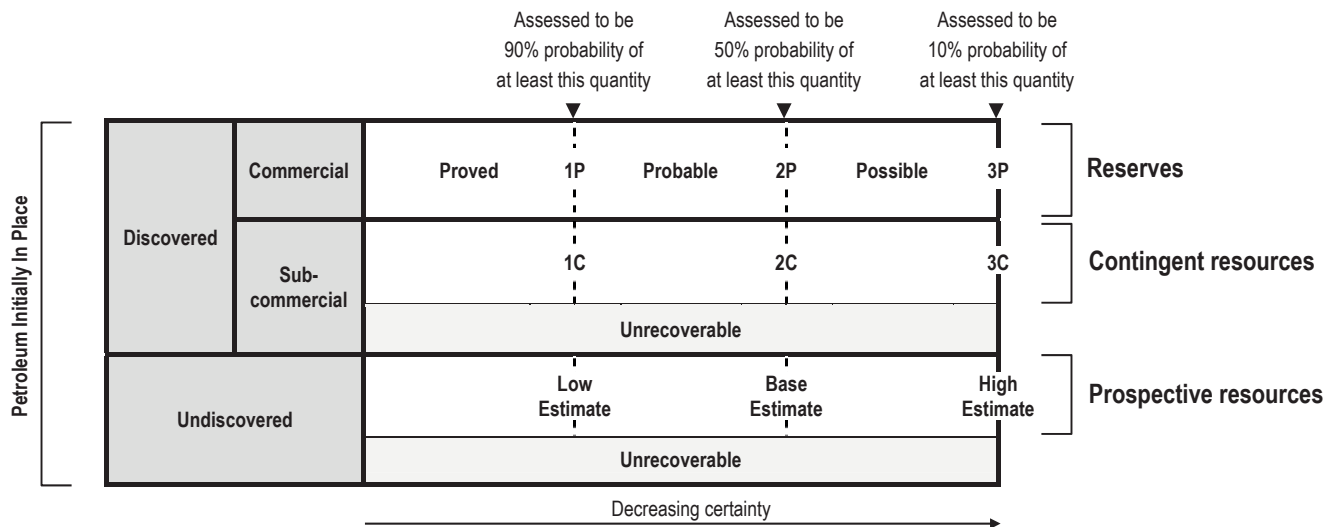 Assessed to be
90% probability of
at least this quantity
Assessed to be
50% probability of
at least this quantity
Assessed to be
10% probability of
at least this quantity
Petroleum Initially In Place
Discovered
Commercial
Proved
1P
Probable
2P
Possible
3P
Reserves
Sub-
commercial
1C
2C
3C
Contingent resources
Unrecoverable
Undiscovered
Low
Estimate
Base
Estimate
High
Estimate
Prospective resources
Unrecoverable
Decreasing certainty